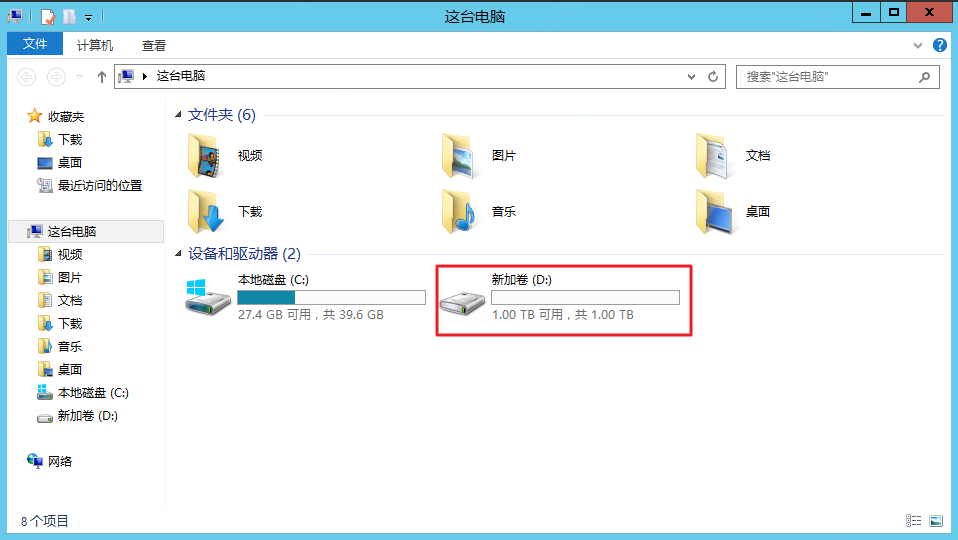 这台电脑
文件 计算机 查看
这台电脑
搜索"这台电脑"
收藏夹
下载
桌面
最近访问的位置
这台电脑
视频
图片
文档
下载
音乐
桌面
本地磁盘 (C:)
新加卷 (D:)
网络
文件夹 (6)
视频 图片 文档
下载 音乐 桌面
设备和驱动器 (2)
本地磁盘 (C:)
27.4 GB 可用，共 39.6 GB
新加卷 (D:)
1.00 TB 可用，共 1.00 TB
8 个项目